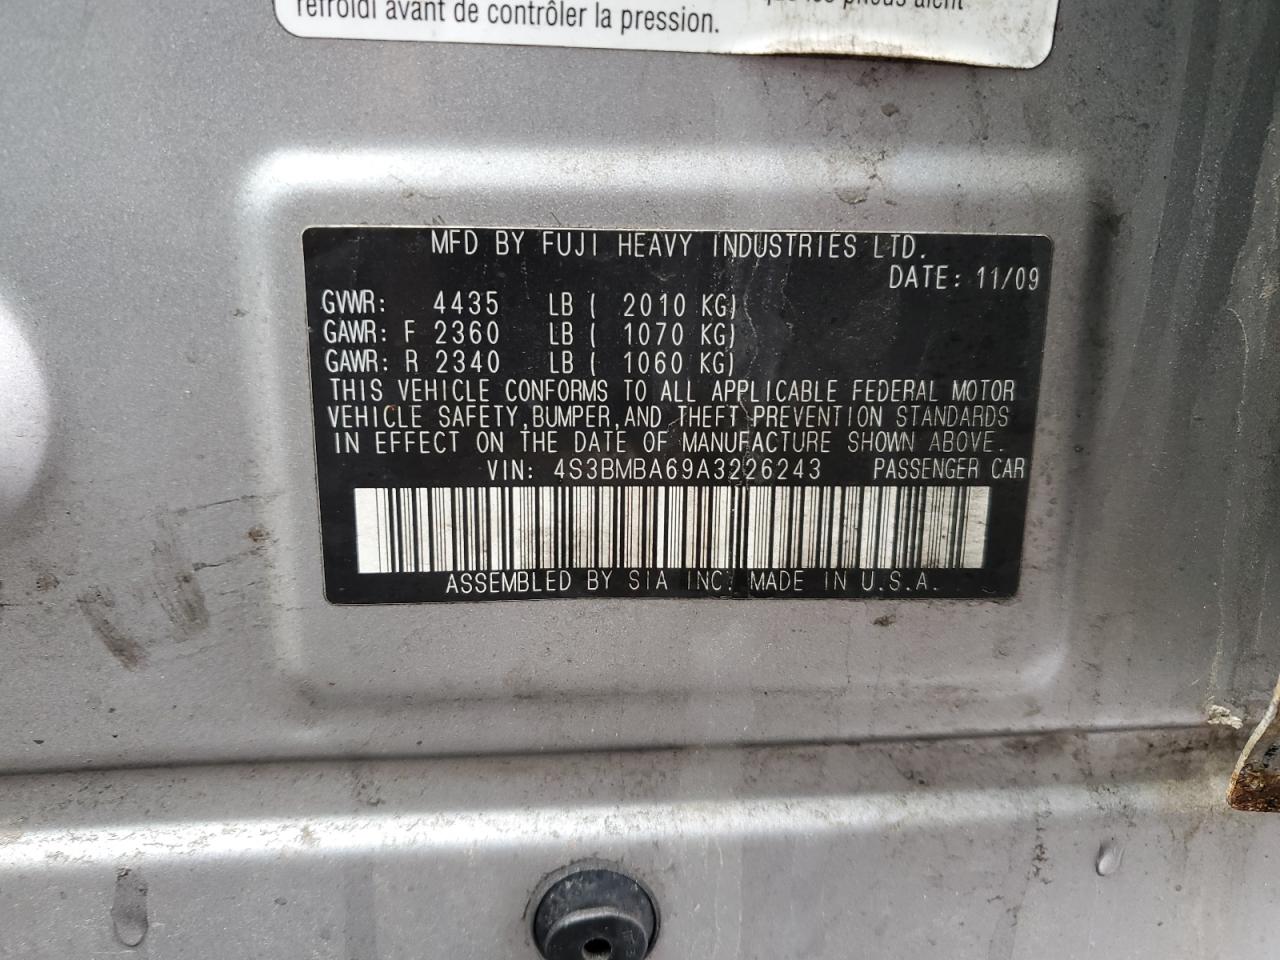 refroidi avant de contrôler la pression.
MFD BY FUJI HEAVY INDUSTRIES LTD.
DATE: 11/09
GVWR: 4435 LB ( 2010 KG)
GAWR: F 2360 LB ( 1070 KG)
GAWR: R 2340 LB ( 1060 KG)
THIS VEHICLE CONFORMS TO ALL APPLICABLE FEDERAL MOTOR
VEHICLE SAFETY, BUMPER, AND THEFT PREVENTION STANDARDS
IN EFFECT ON THE DATE OF MANUFACTURE SHOWN ABOVE.
VIN: 4S3BMBA69A3226243 PASSENGER CAR
ASSEMBLED BY SIA INC. MADE IN U.S.A.